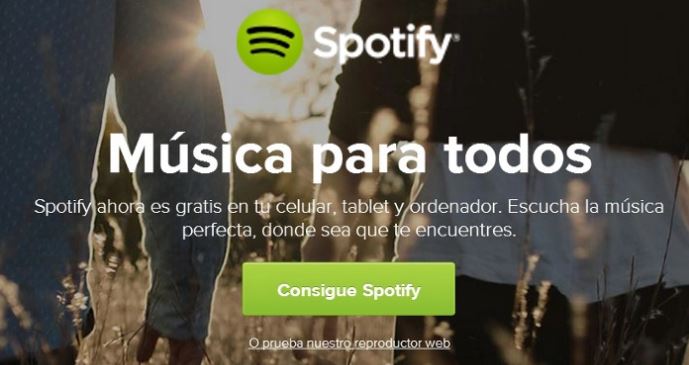 Spotify®
Música para todos
Spotify ahora es gratis en tu celular, tablet y ordenador. Escucha la música
perfecta, donde sea que te encuentres.
Consigue Spotify
O prueba nuestro reproductor web